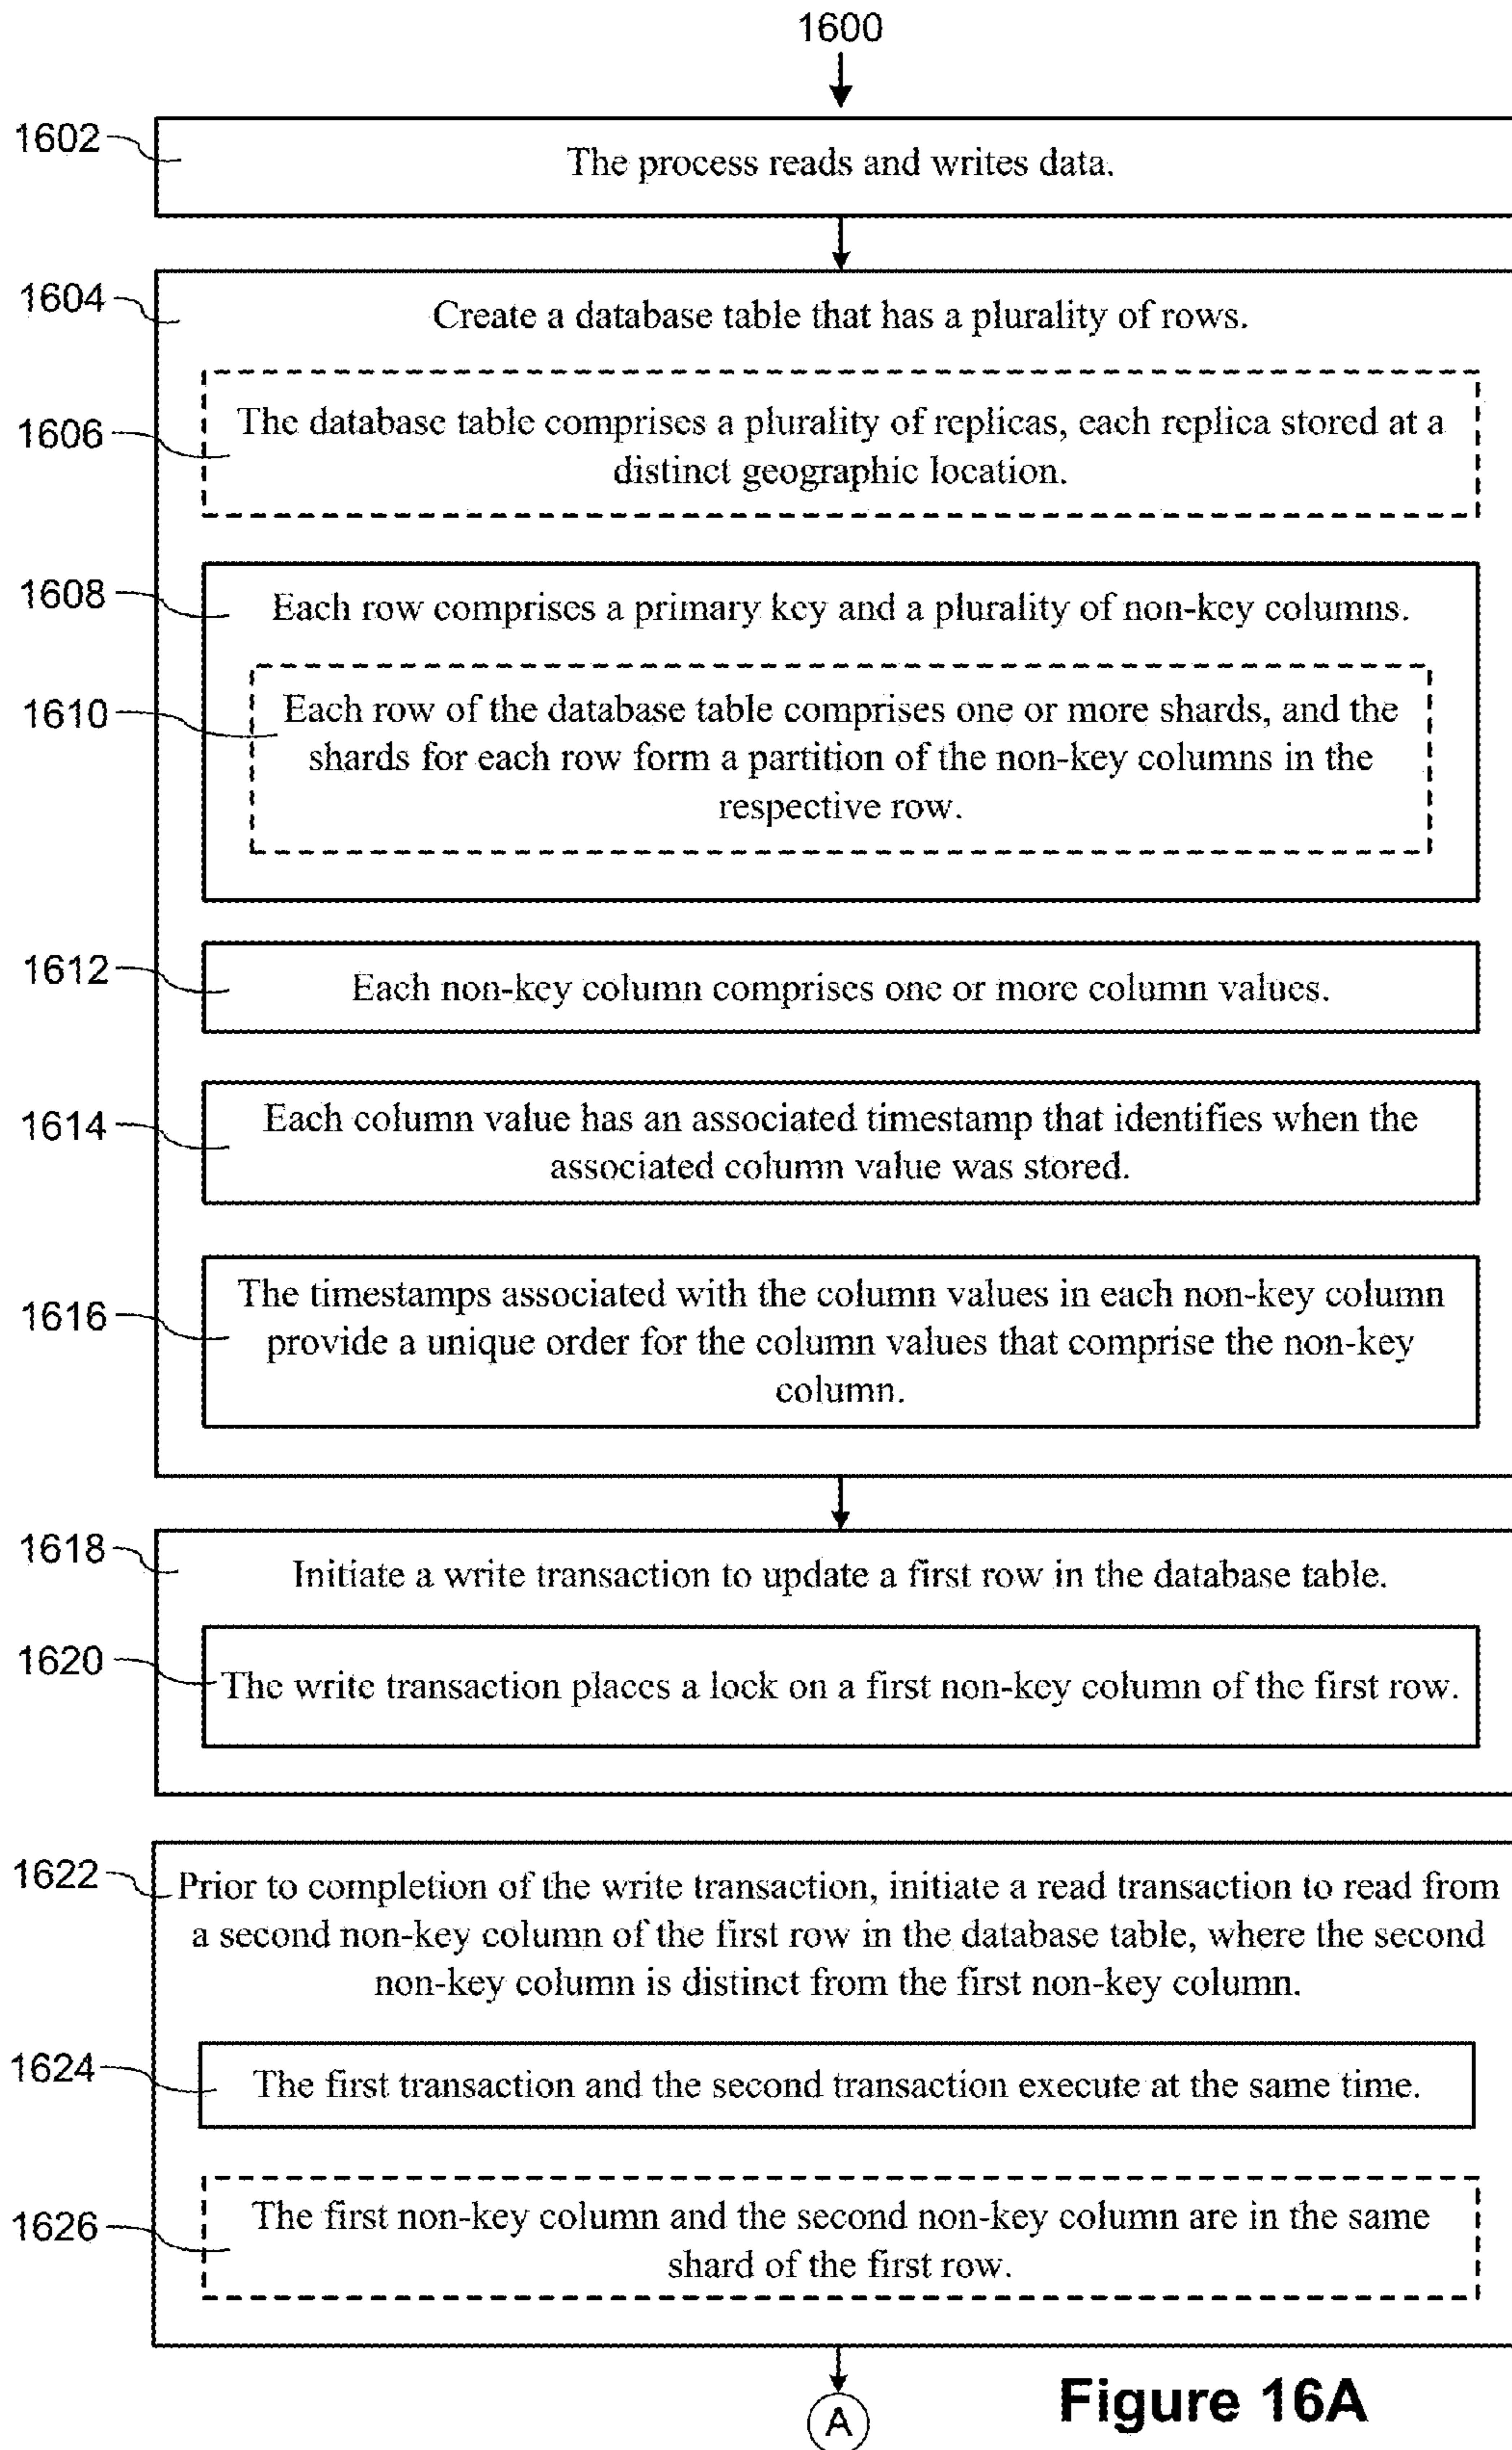 1600
1602
The process reads and writes data.
1604
Create a database table that has a plurality of rows.
1606
The database table comprises a plurality of replicas, each replica stored at a
distinct geographic location.
1608
Each row comprises a primary key and a plurality of non-key columns.
1610
Each row of the database table comprises one or more shards, and the
shards for each row form a partition of the non-key columns in the
respective row.
1612
Each non-key column comprises one or more column values.
1614
Each column value has an associated timestamp that identifies when the
associated column value was stored.
1616
The timestamps associated with the column values in each non-key column
provide a unique order for the column values that comprise the non-key
column.
1618
Initiate a write transaction to update a first row in the database table.
1620
The write transaction places a lock on a first non-key column of the first row.
1622
Prior to completion of the write transaction, initiate a read transaction to read from
a second non-key column of the first row in the database table, where the second
non-key column is distinct from the first non-key column.
1624
The first transaction and the second transaction execute at the same time.
1626
The first non-key column and the second non-key column are in the same
shard of the first row.
A
Figure 16A